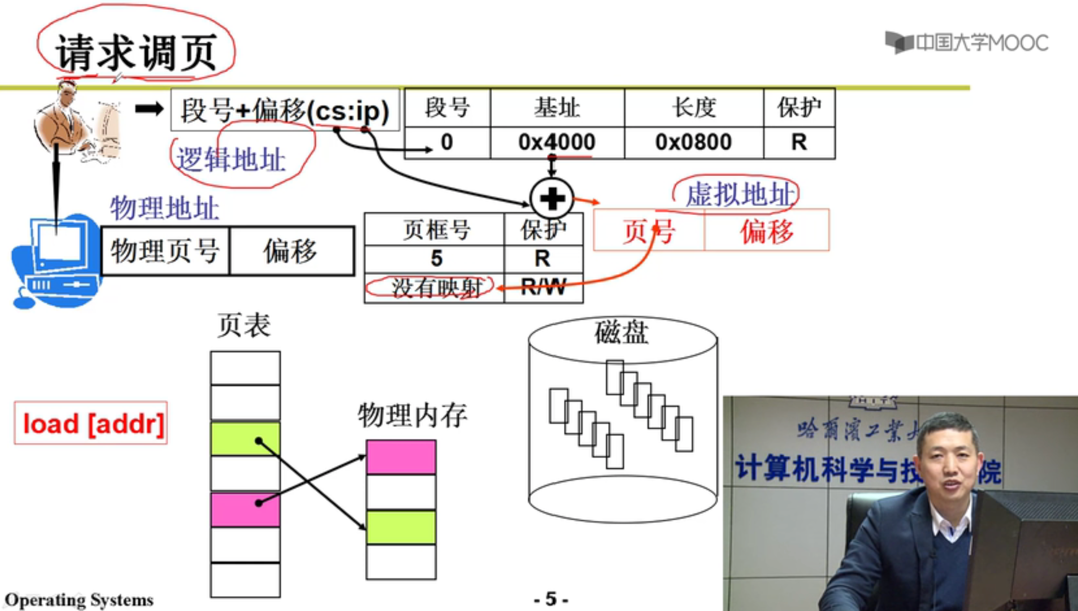 请求调页
中国大学MOOC
段号+偏移(cs:ip)
段号 基址 长度 保护
0 0x4000 0x0800 R
逻辑地址
虚拟地址
物理地址
页号 偏移
物理页号 偏移
页框号 保护
5 R
没有映射 R/W
页表
磁盘
load [addr]
物理内存
哈尔滨工业大
计算机科学与技 院
Operating Systems
- 5 -